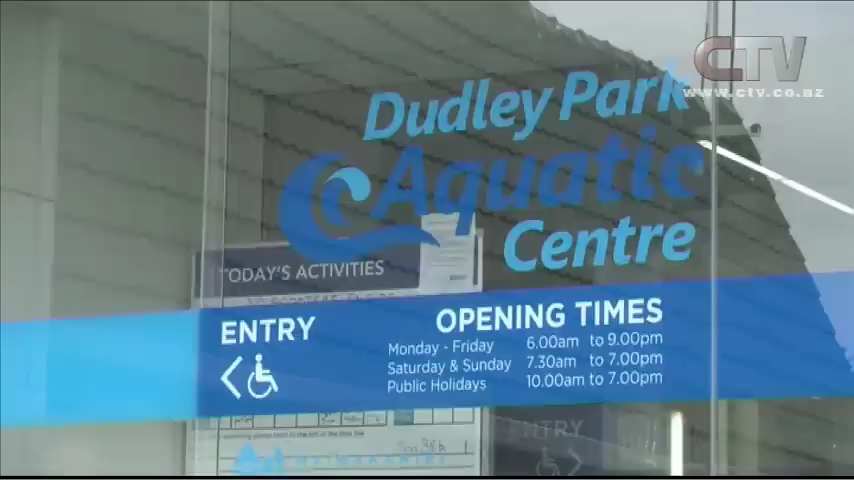 CTV
www.ctv.co.nz
Dudley Park
Aquatic
Centre
TODAY'S ACTIVITIES
ENTRY
OPENING TIMES
Monday - Friday 6.00am to 9.00pm
Saturday & Sunday 7.30am to 7.00pm
Public Holidays 10.00am to 7.00pm
ENTRY